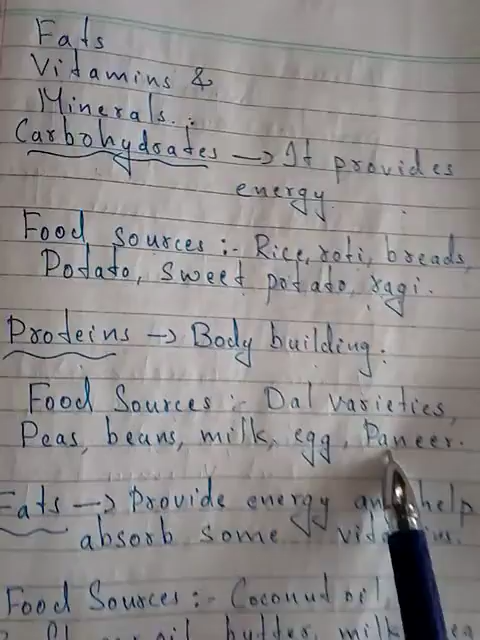 Fats
Vitamins &
Minerals.:
Carbohydrates → It provides
energy.
Food sources :- Rice, roti, breads,
Potato, sweet potato, ragi.
Proteins → Body building.
Food Sources :- Dal varieties,
Peas, beans, milk, egg, Paneer.
Fats → Provide energy and help
absorb some vitamins.
Food Sources :- Coconut oil,
oil, butter, milk